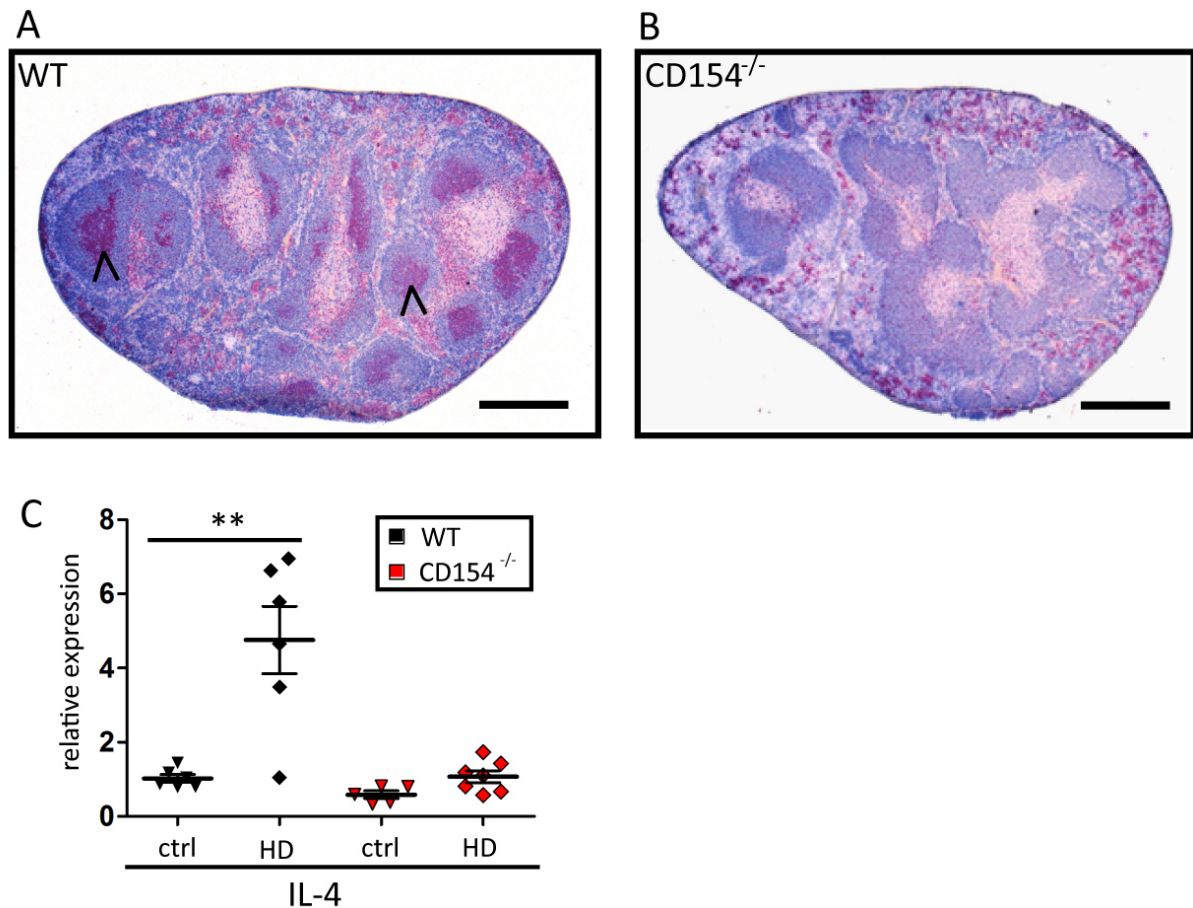 A
WT
B
CD154-/-
C
relative expression
8
6
4
2
0
**
WT
CD154 -/-
ctrl
HD
ctrl
HD
IL-4